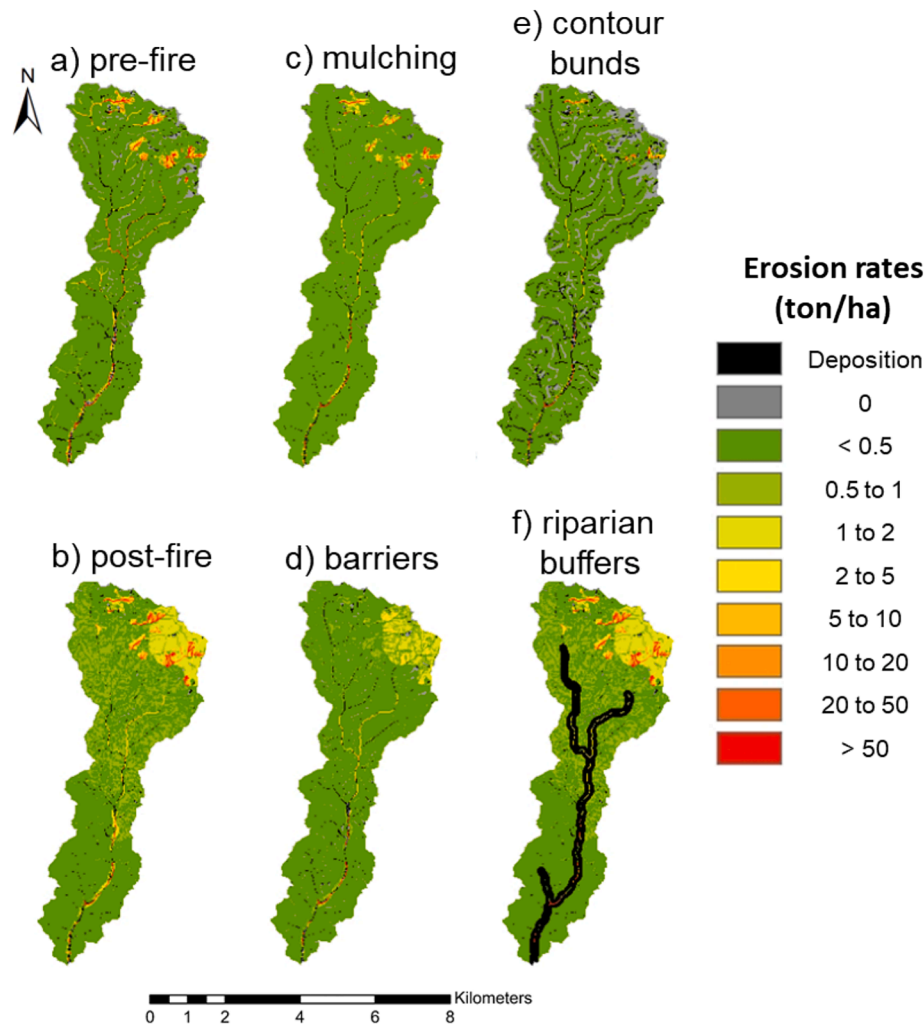 a) pre-fire
c) mulching
e) contour
bunds
N
Erosion rates
(ton/ha)
Deposition
0
< 0.5
0.5 to 1
1 to 2
2 to 5
5 to 10
10 to 20
20 to 50
> 50
b) post-fire
d) barriers
f) riparian
buffers
Kilometers
0 1 2 4 6 8